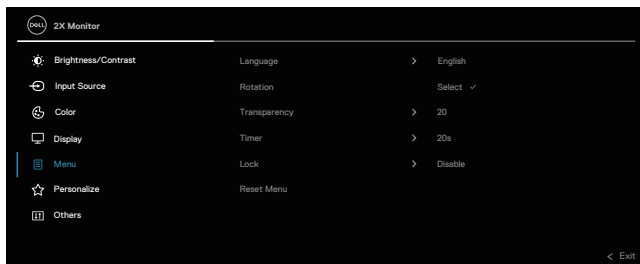 DELL 2X Monitor
Brightness/Contrast
Input Source
Color
Display
Menu
Personalize
Others
Language > English
Rotation Select ✓
Transparency > 20
Timer > 20s
Lock > Disable
Reset Menu
< Exit